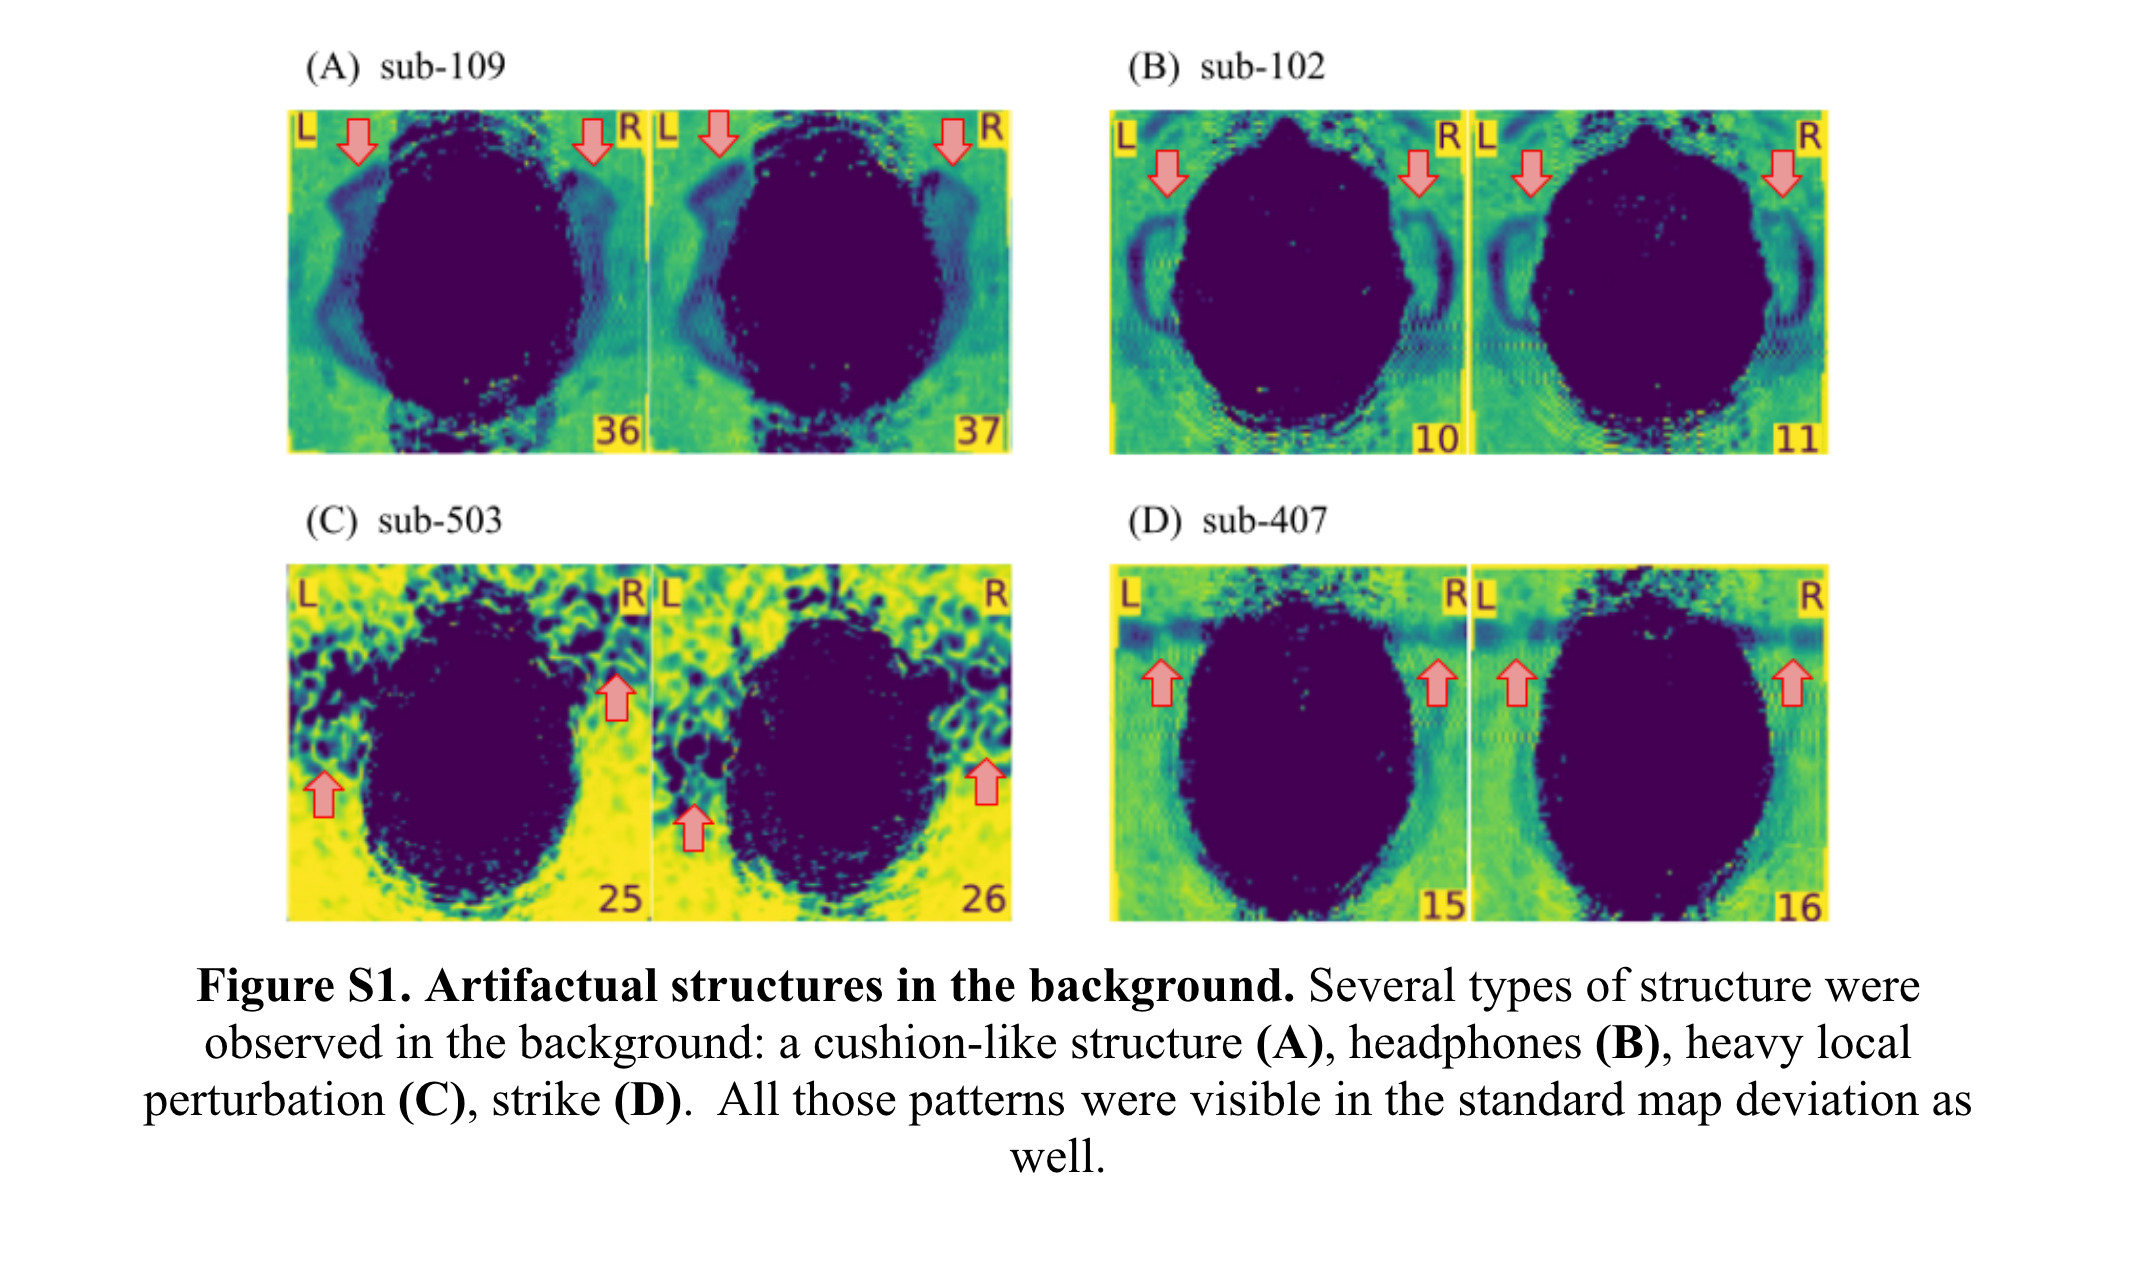 (A) sub-109
(B) sub-102
L R L R
L R L R
36 37
10 11
(C) sub-503
(D) sub-407
L R L R
L R L R
25 26
15 16
Figure S1. Artifactual structures in the background. Several types of structure were
observed in the background: a cushion-like structure (A), headphones (B), heavy local
perturbation (C), strike (D). All those patterns were visible in the standard map deviation as
well.